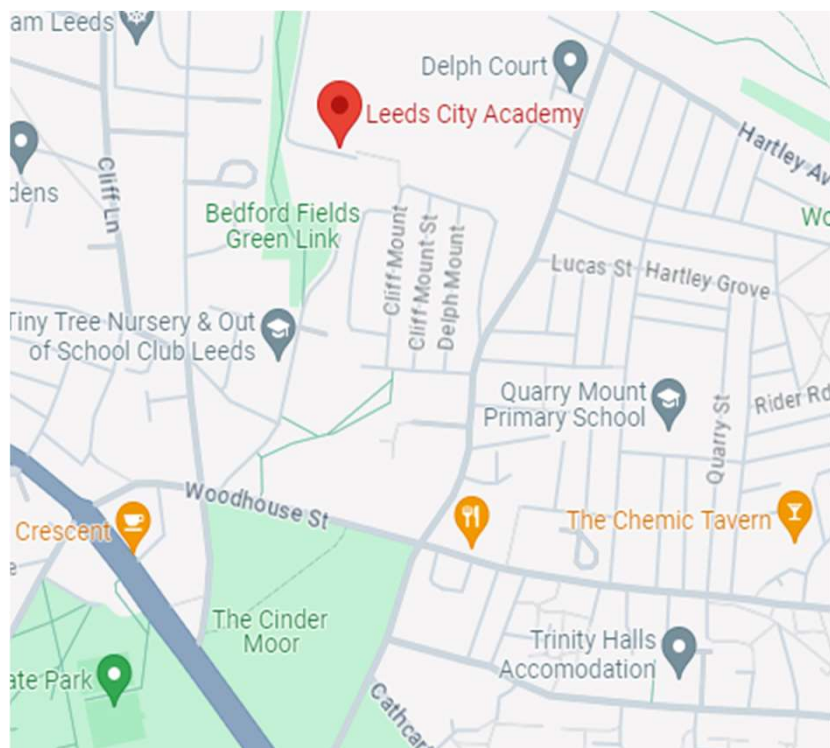 am Leeds
Delph Court
Leeds City Academy
Hartley Av
dens
Cliff Ln
Bedford Fields
Green Link
Wo
Cliff Mount
Cliff Mount St
Delph Mount
Lucas St
Hartley Grove
Tiny Tree Nursery & Out
of School Club Leeds
Quarry Mount
Primary School
Rider Rd
Quarry St
Woodhouse St
Crescent
The Chemic Tavern
e
The Cinder
Moor
Trinity Halls
Accomodation
ate Park
Cathcar